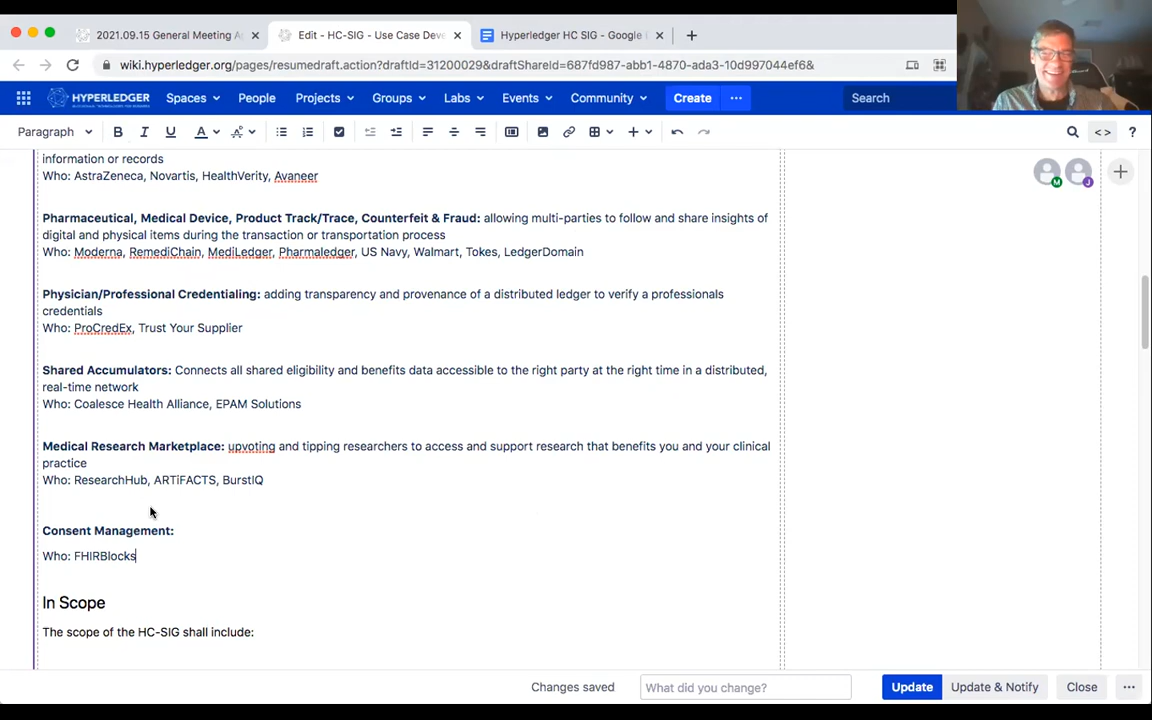 2021.09.15 General Meeting A
Edit - HC-SIG - Use Case Deve
Hyperledger HC SIG - Google
wiki.hyperledger.org/pages/resumedraft.action?draftId=31200029&draftShareId=687fd987-abb1-4870-ada3-10d997044ef6&
HYPERLEDGER
Spaces
People
Projects
Groups
Labs
Events
Community
Create
Search
Paragraph
B I U A
information or records
Who: AstraZeneca, Novartis, HealthVerity, Avaneer
M
J
Pharmaceutical, Medical Device, Product Track/Trace, Counterfeit & Fraud: allowing multi-parties to follow and share insights of
digital and physical items during the transaction or transportation process
Who: Moderna, RemediChain, MediLedger, Pharmaledger, US Navy, Walmart, Tokes, LedgerDomain
Physician/Professional Credentialing: adding transparency and provenance of a distributed ledger to verify a professionals
credentials
Who: ProCredEx, Trust Your Supplier
Shared Accumulators: Connects all shared eligibility and benefits data accessible to the right party at the right time in a distributed,
real-time network
Who: Coalesce Health Alliance, EPAM Solutions
Medical Research Marketplace: upvoting and tipping researchers to access and support research that benefits you and your clinical
practice
Who: ResearchHub, ARTiFACTS, BurstIQ
Consent Management:
Who: FHIRBlocks
In Scope
The scope of the HC-SIG shall include:
Changes saved
What did you change?
Update
Update & Notify
Close